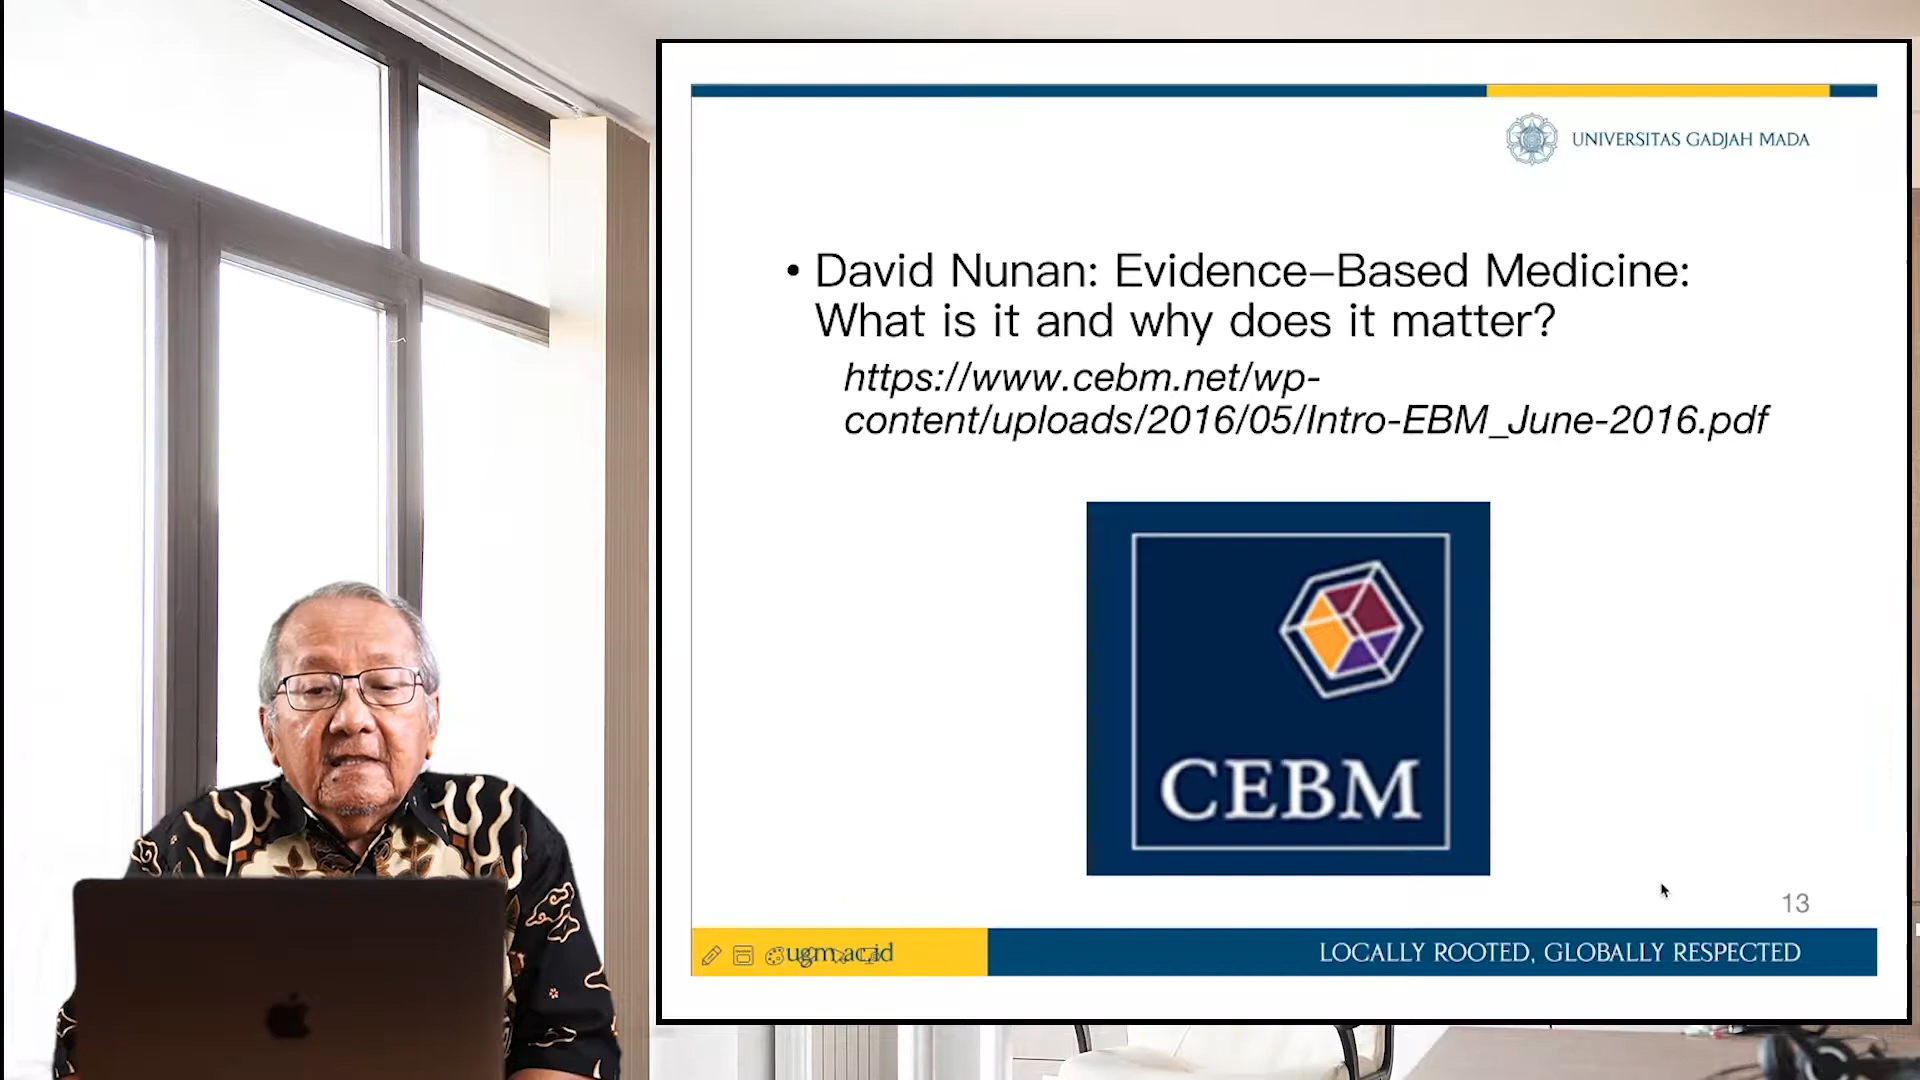 UNIVERSITAS GADJAH MADA
• David Nunan: Evidence–Based Medicine:
What is it and why does it matter?
https://www.cebm.net/wp-
content/uploads/2016/05/Intro-EBM_June-2016.pdf
CEBM
13
ugm.ac.id
LOCALLY ROOTED, GLOBALLY RESPECTED